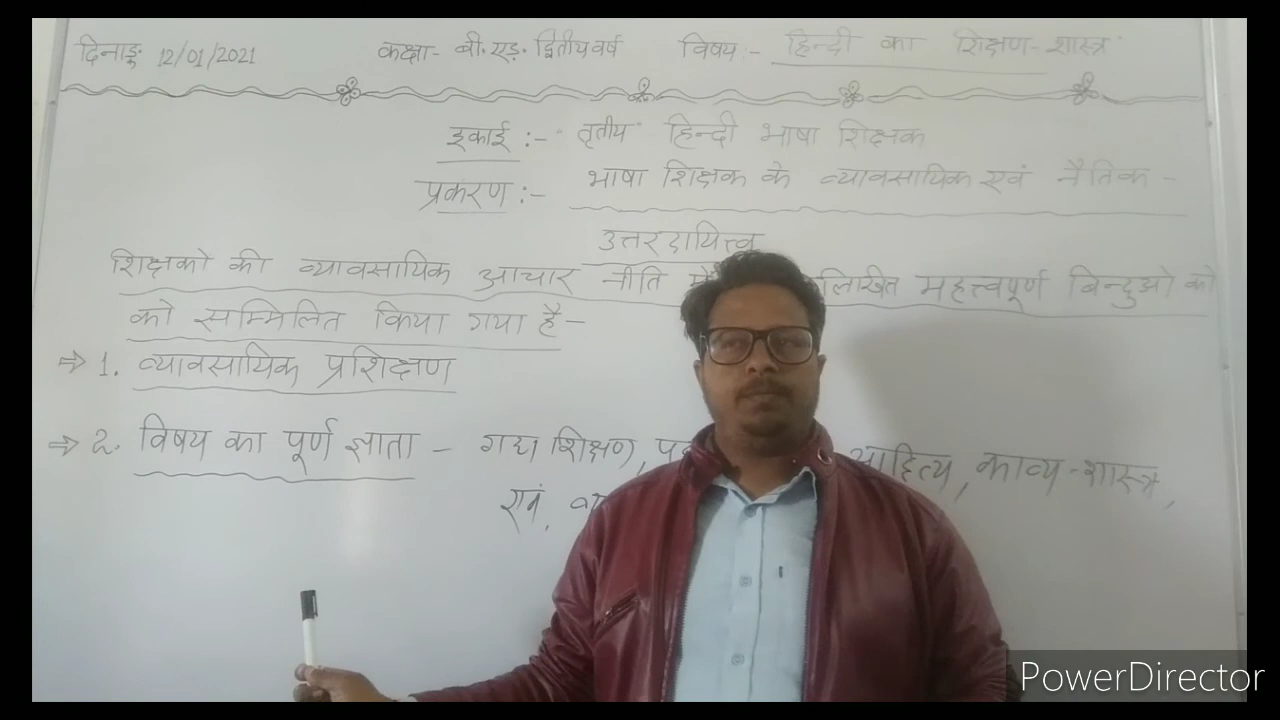 दिनाङ्क 12/01/2021 कक्षा- बी.एड़. द्वितीय वर्ष विषय:- हिन्दी का शिक्षण-शास्त्र
इकाई :- तृतीय हिन्दी भाषा शिक्षक
प्रकरण :- भाषा शिक्षक के व्यावसायिक एवं नैतिक-
उत्तरदायित्व
शिक्षको की व्यावसायिक आचार नीति महत्त्वपूर्ण बिन्दुओ को
को सम्मिलित किया गया है-
⇒ 1. व्यावसायिक प्रशिक्षण
⇒ 2. विषय का पूर्ण ज्ञाता - गद्य शिक्षण, काव्य-शास्त्र,
एवं,
PowerDirector